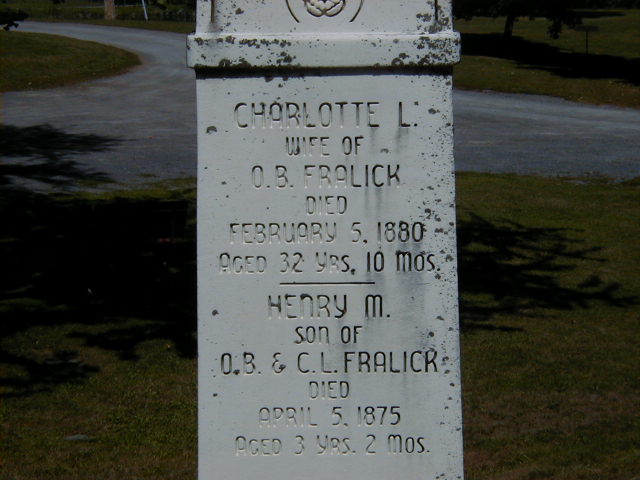 CHARLOTTE L.
WIFE OF
O.B. FRALICK
DIED
FEBRUARY 5, 1880
AGED 32 YRS. 10 MOS.
HENRY M.
SON OF
O.B. & C.L. FRALICK
DIED
APRIL 5, 1875
AGED 3 YRS. 2 MOS.